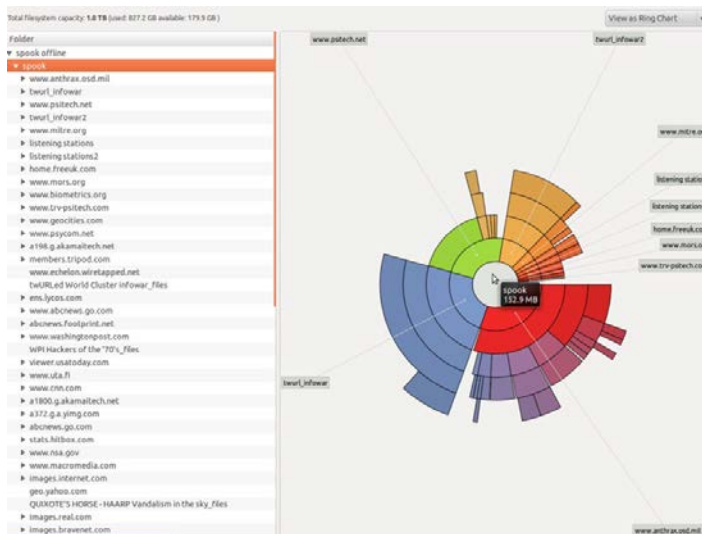 Total filesystem capacity: 1.0 TB (used: 827.2 GB available: 179.9 GB )
View as Ring Chart
Folder
spook offline
spook
www.anthrax.osd.mil
twurl_infowar
www.psitech.net
twurl_infowar2
www.mitre.org
listening stations
listening stations2
home.freeuk.com
www.mors.org
www.biometrics.org
www.trv-psitech.com
www.geocities.com
www.psycom.net
a198.g.akamaitech.net
members.tripod.com
www.echelon.wiretapped.net
twURLed World Cluster infowar_files
ens.lycos.com
www.abcnews.go.com
abcnews.footprint.net
www.washingtonpost.com
WPI Hackers of the '70's_files
viewer.usatoday.com
www.uta.fi
www.cnn.com
a1800.g.akamaitech.net
a372.g.a.yimg.com
abcnews.go.com
stats.hitbox.com
www.nsa.gov
www.macromedia.com
images.internet.com
geo.yahoo.com
QUIXOTE'S HORSE - HAARP Vandalism in the sky_files
images.real.com
images.bravenet.com
www.psitech.net
twurl_infowar2
www.mitre.o
listening statio
listening station
home.freeuk.co
www.mors.o
www.trv-psitech.co
spook
152.9 MB
twurl_infowar
www.anthrax.osd.mil